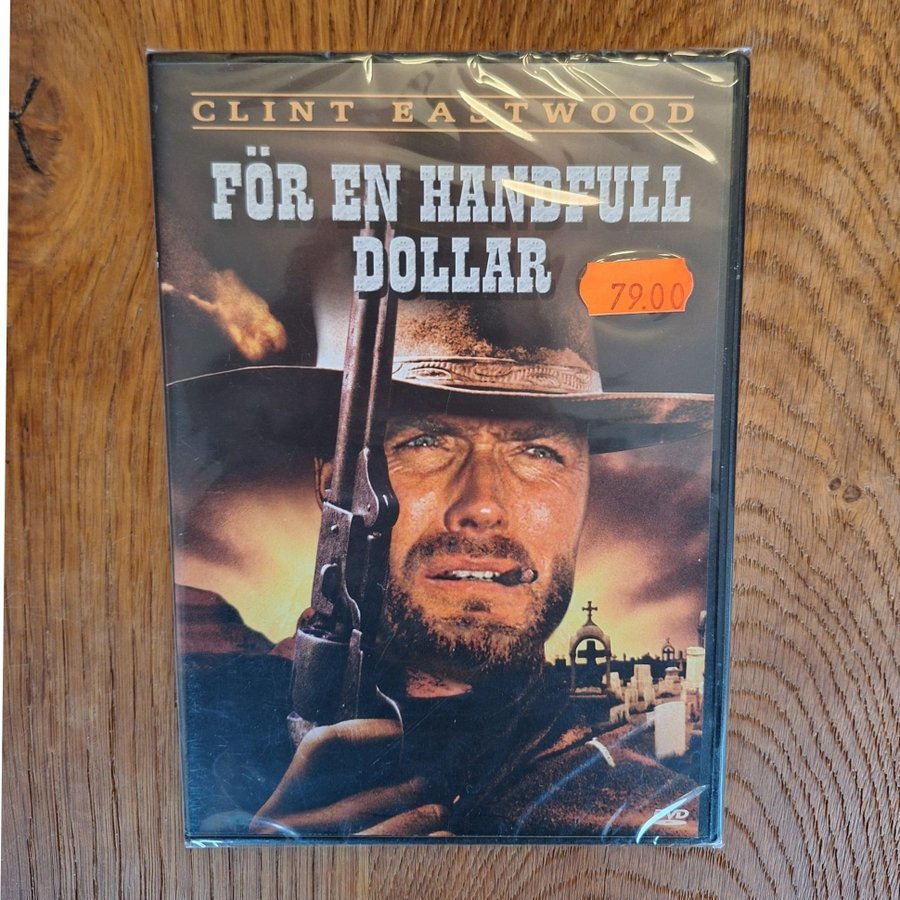 CLINT EASTWOOD
FÖR EN HANDFULL
DOLLAR
79.00
DVD